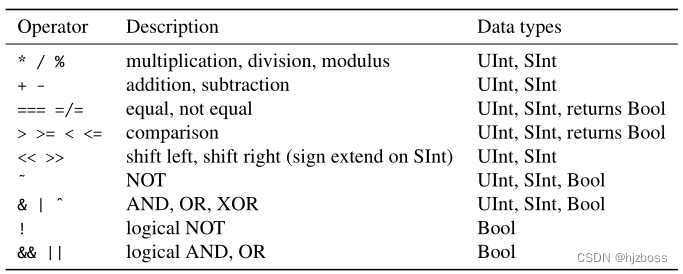 Operator Description Data types
* / % multiplication, division, modulus UInt, SInt
+ - addition, subtraction UInt, SInt
=== =/= equal, not equal UInt, SInt, returns Bool
> >= < <= comparison UInt, SInt, returns Bool
<< >> shift left, shift right (sign extend on SInt) UInt, SInt
~ NOT UInt, SInt, Bool
& | ^ AND, OR, XOR UInt, SInt, Bool
! logical NOT Bool
&& || logical AND, OR Bool
CSDN @hjzboss